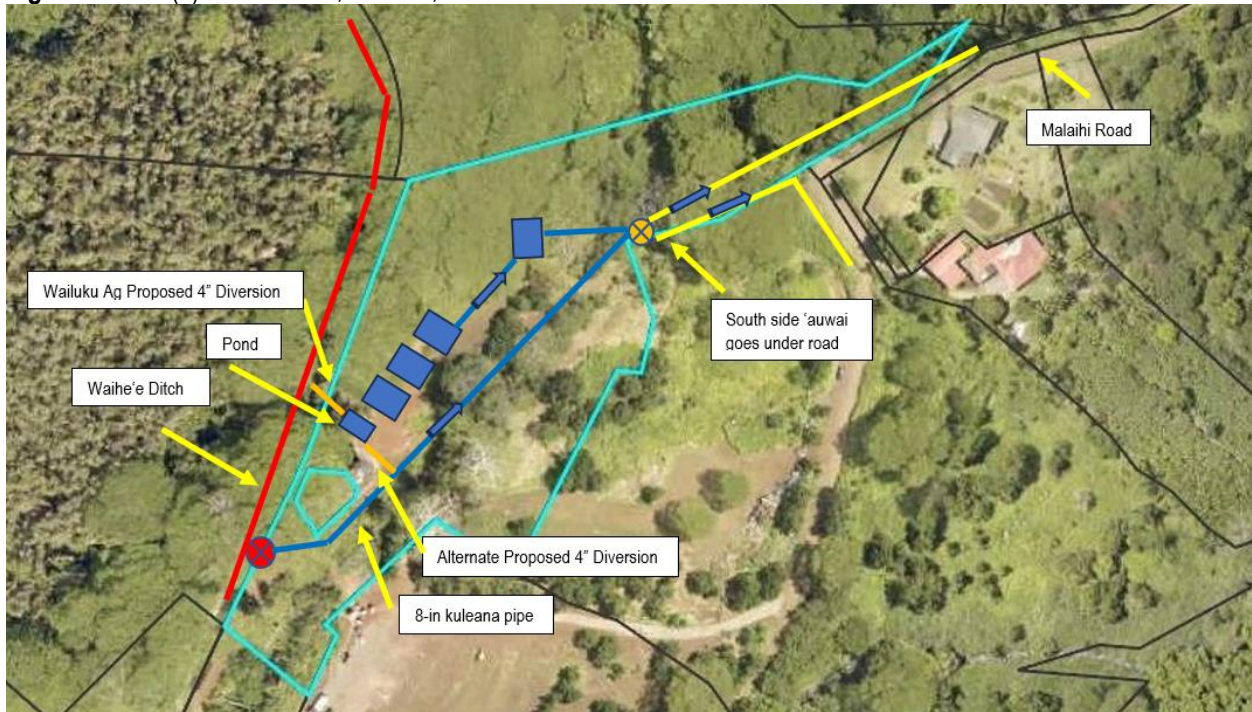 Malaihi Road
Wailuku Ag Proposed 4” Diversion
Pond
South side ‘auwai
goes under road
Waihe‘e Ditch
Alternate Proposed 4” Diversion
8-in kuleana pipe